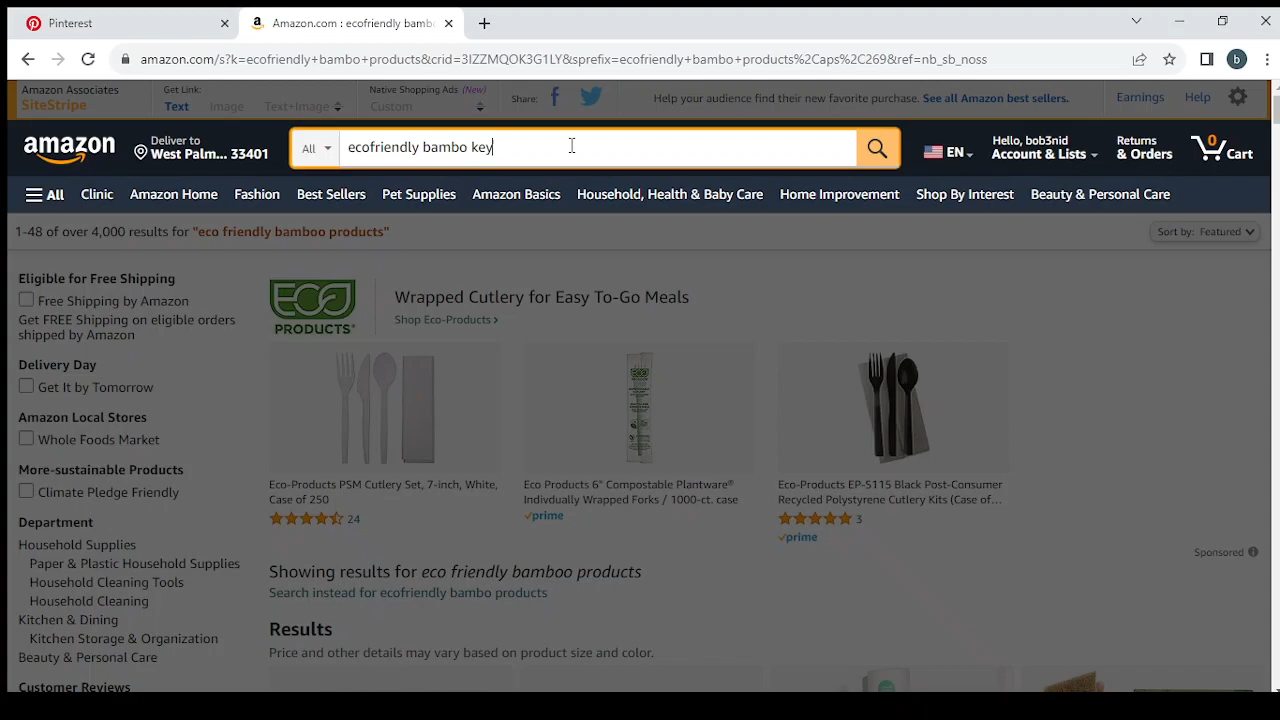 Pinterest
Amazon.com : ecofriendly bamb
amazon.com/s?k=ecofriendly+bambo+products&crid=3IZZMQOK3G1LY&sprefix=ecofriendly+bambo+products%2Caps%2C269&ref=nb_sb_noss
b
Amazon Associates
SiteStripe
Get Link:
Text Image Text+Image
Native Shopping Ads (New)
Custom
Share:
Help your audience find their new favorite purchase. See all Amazon best sellers.
Earnings Help
amazon
Deliver to
West Palm... 33401
All
ecofriendly bambo key
EN
Hello, bob3nid
Account & Lists
Returns
& Orders
0
Cart
All Clinic Amazon Home Fashion Best Sellers Pet Supplies Amazon Basics Household, Health & Baby Care Home Improvement Shop By Interest Beauty & Personal Care
1-48 of over 4,000 results for "eco friendly bamboo products"
Sort by: Featured
Eligible for Free Shipping
Free Shipping by Amazon
Get FREE Shipping on eligible orders
shipped by Amazon
Delivery Day
Get It by Tomorrow
Amazon Local Stores
Whole Foods Market
More-sustainable Products
Climate Pledge Friendly
Department
Household Supplies
Paper & Plastic Household Supplies
Household Cleaning Tools
Household Cleaning
Kitchen & Dining
Kitchen Storage & Organization
Beauty & Personal Care
Customer Reviews
ECO
PRODUCTS
Wrapped Cutlery for Easy To-Go Meals
Shop Eco-Products ›
Eco-Products PSM Cutlery Set, 7-inch, White,
Case of 250
24
ECO
Eco Products 6" Compostable Plantware®
Indivdually Wrapped Forks / 1000-ct. case
prime
Eco-Products EP-S115 Black Post-Consumer
Recycled Polystyrene Cutlery Kits (Case of...
3
prime
Sponsored
Showing results for eco friendly bamboo products
Search instead for ecofriendly bambo products
Results
Price and other details may vary based on product size and color.